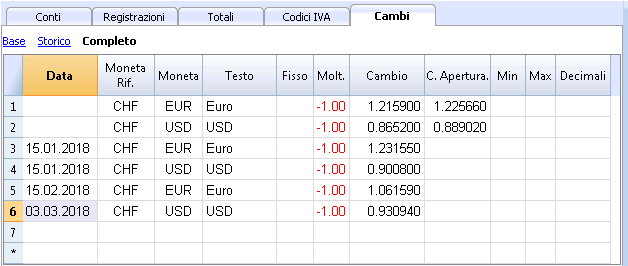 Conti Registrazioni Totali Codici IVA Cambi
Base Storico Completo
Data Moneta Rif. Moneta Testo Fisso Molt. Cambio C. Apertura. Min Max Decimali
1 CHF EUR Euro -1.00 1.215900 1.225660
2 CHF USD USD -1.00 0.865200 0.889020
3 15.01.2018 CHF EUR Euro -1.00 1.231550
4 15.01.2018 CHF USD USD -1.00 0.900800
5 15.02.2018 CHF EUR Euro -1.00 1.061590
6 03.03.2018 CHF USD USD -1.00 0.930940
7
*